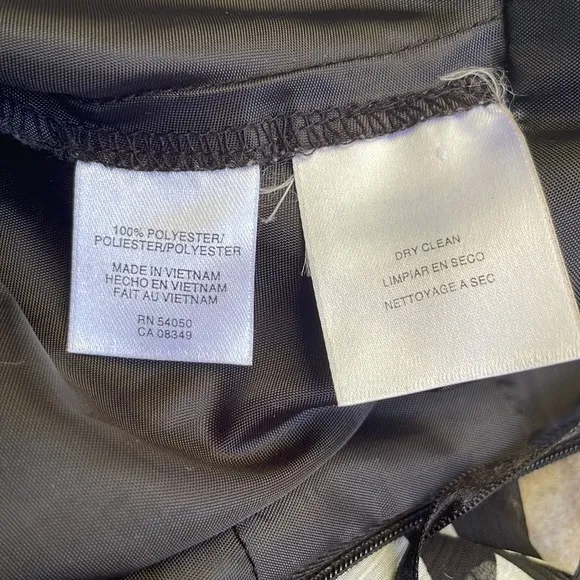 100% POLYESTER/
POLIESTER/POLYESTER
MADE IN VIETNAM
HECHO EN VIETNAM
FAIT AU VIETNAM
RN 54050
CA 08349
DRY CLEAN
LIMPIAR EN SECO
NETTOYAGE A SEC